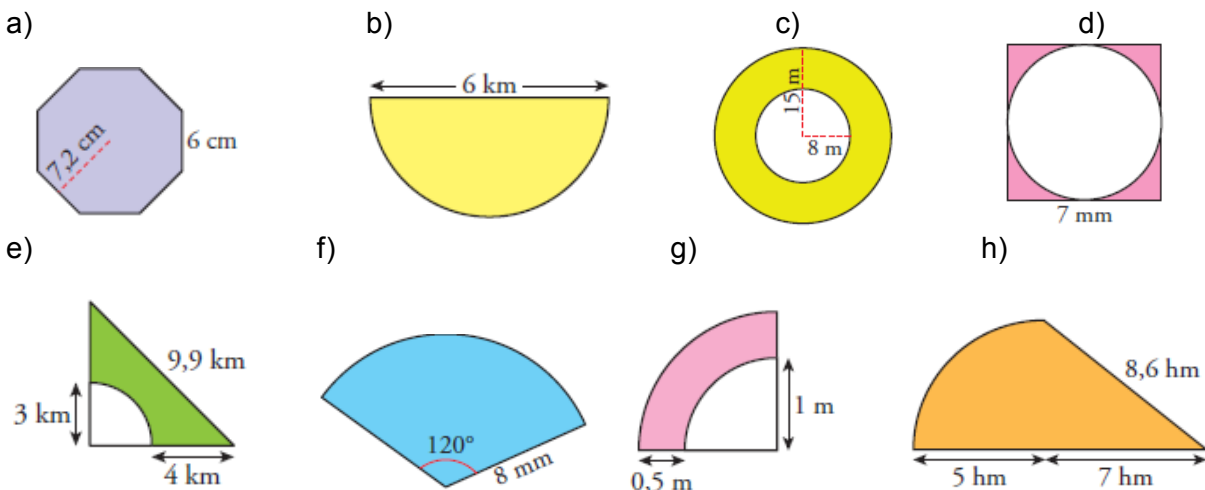 a)
b)
c)
d)
7,2 cm
6 cm
6 km
15 m
8 m
7 mm
e)
f)
g)
h)
9,9 km
3 km
4 km
120°
8 mm
1 m
0,5 m
8,6 hm
5 hm
7 hm